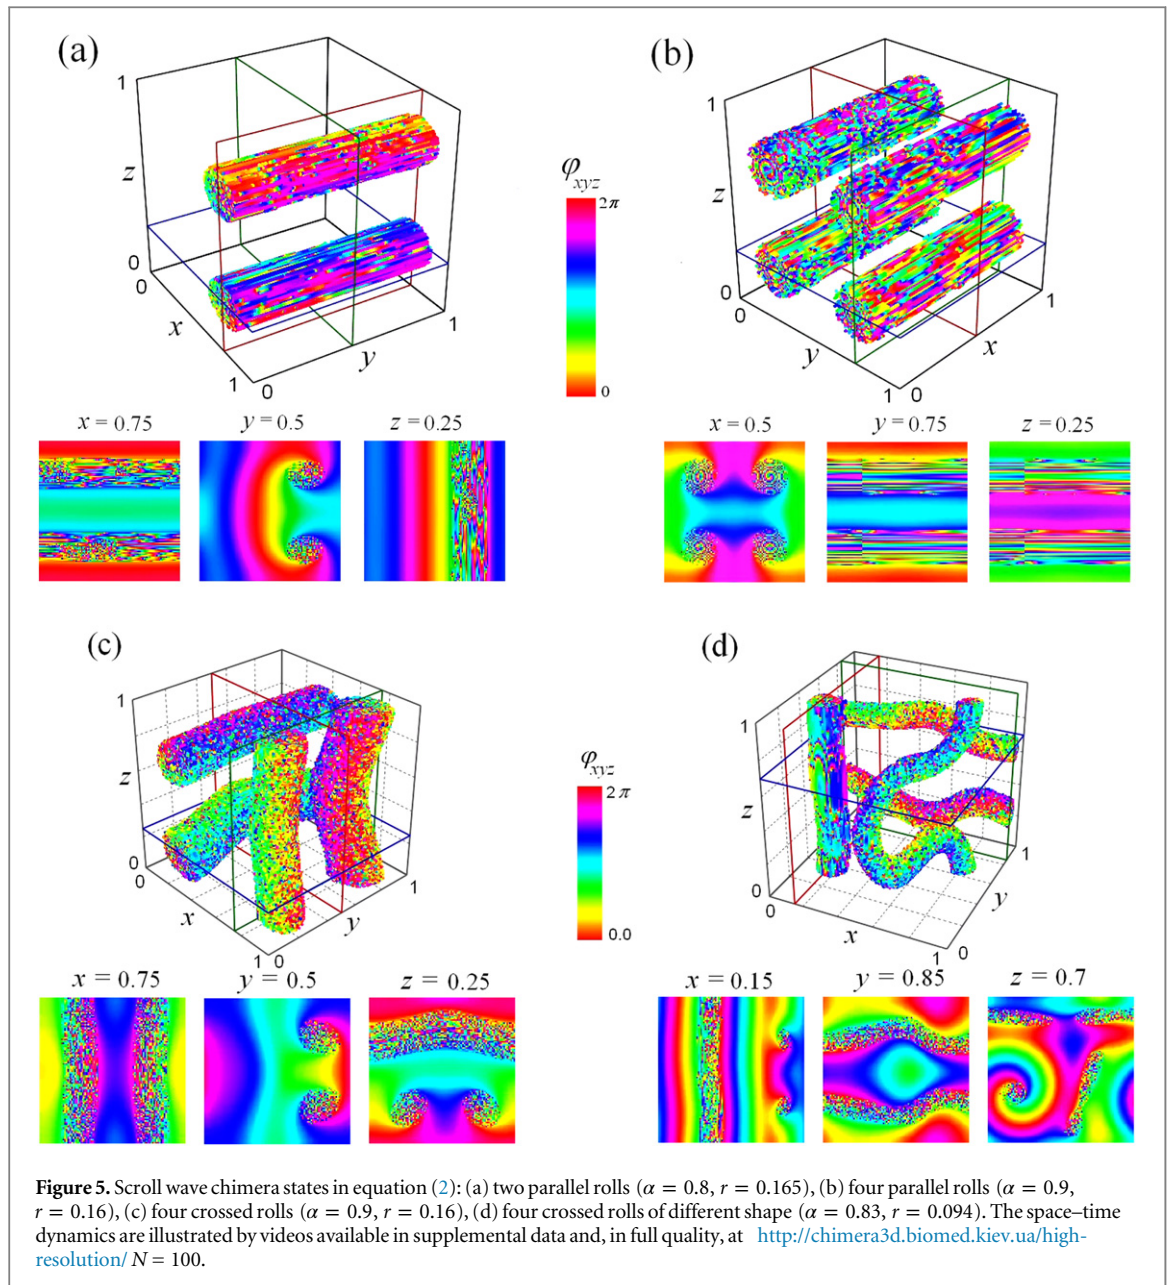 (a)
(b)
1
z
0
0
x
1
0
y
1
φxyz
2π
0
1
z
0
0
y
1
0
x
1
x = 0.75
y = 0.5
z = 0.25
x = 0.5
y = 0.75
z = 0.25
(c)
(d)
1
z
0
0
x
1
0
y
1
φxyz
2π
0.0
1
z
0
0
x
1
0
y
1
x = 0.75
y = 0.5
z = 0.25
x = 0.15
y = 0.85
z = 0.7
Figure 5. Scroll wave chimera states in equation (2): (a) two parallel rolls (α = 0.8, r = 0.165), (b) four parallel rolls (α = 0.9,
r = 0.16), (c) four crossed rolls (α = 0.9, r = 0.16), (d) four crossed rolls of different shape (α = 0.83, r = 0.094). The space–time
dynamics are illustrated by videos available in supplemental data and, in full quality, at http://chimera3d.biomed.kiev.ua/high-
resolution/ N = 100.